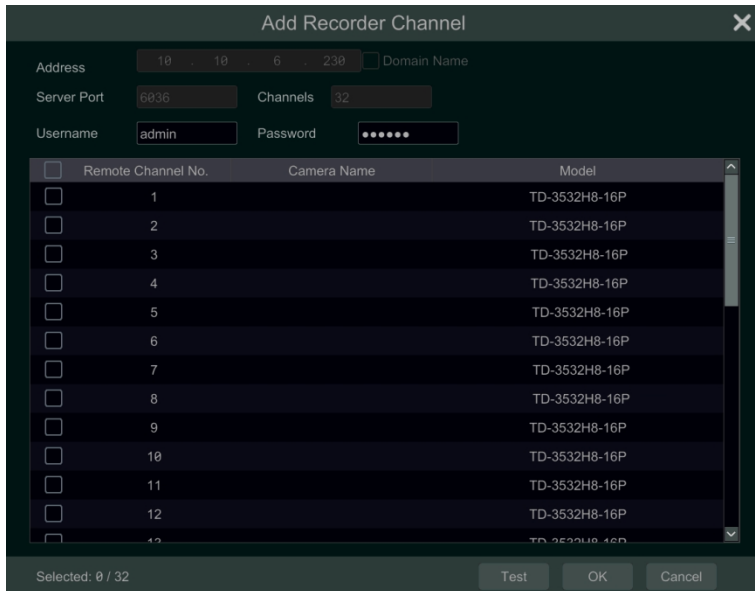 Add Recorder Channel
Address 10 . 10 . 6 . 230 Domain Name
Server Port 6036 Channels 32
Username admin Password ●●●●●●
Remote Channel No. Camera Name Model
1 TD-3532H8-16P
2 TD-3532H8-16P
3 TD-3532H8-16P
4 TD-3532H8-16P
5 TD-3532H8-16P
6 TD-3532H8-16P
7 TD-3532H8-16P
8 TD-3532H8-16P
9 TD-3532H8-16P
10 TD-3532H8-16P
11 TD-3532H8-16P
12 TD-3532H8-16P
13 TD-3532H8-16P
Selected: 0 / 32 Test OK Cancel